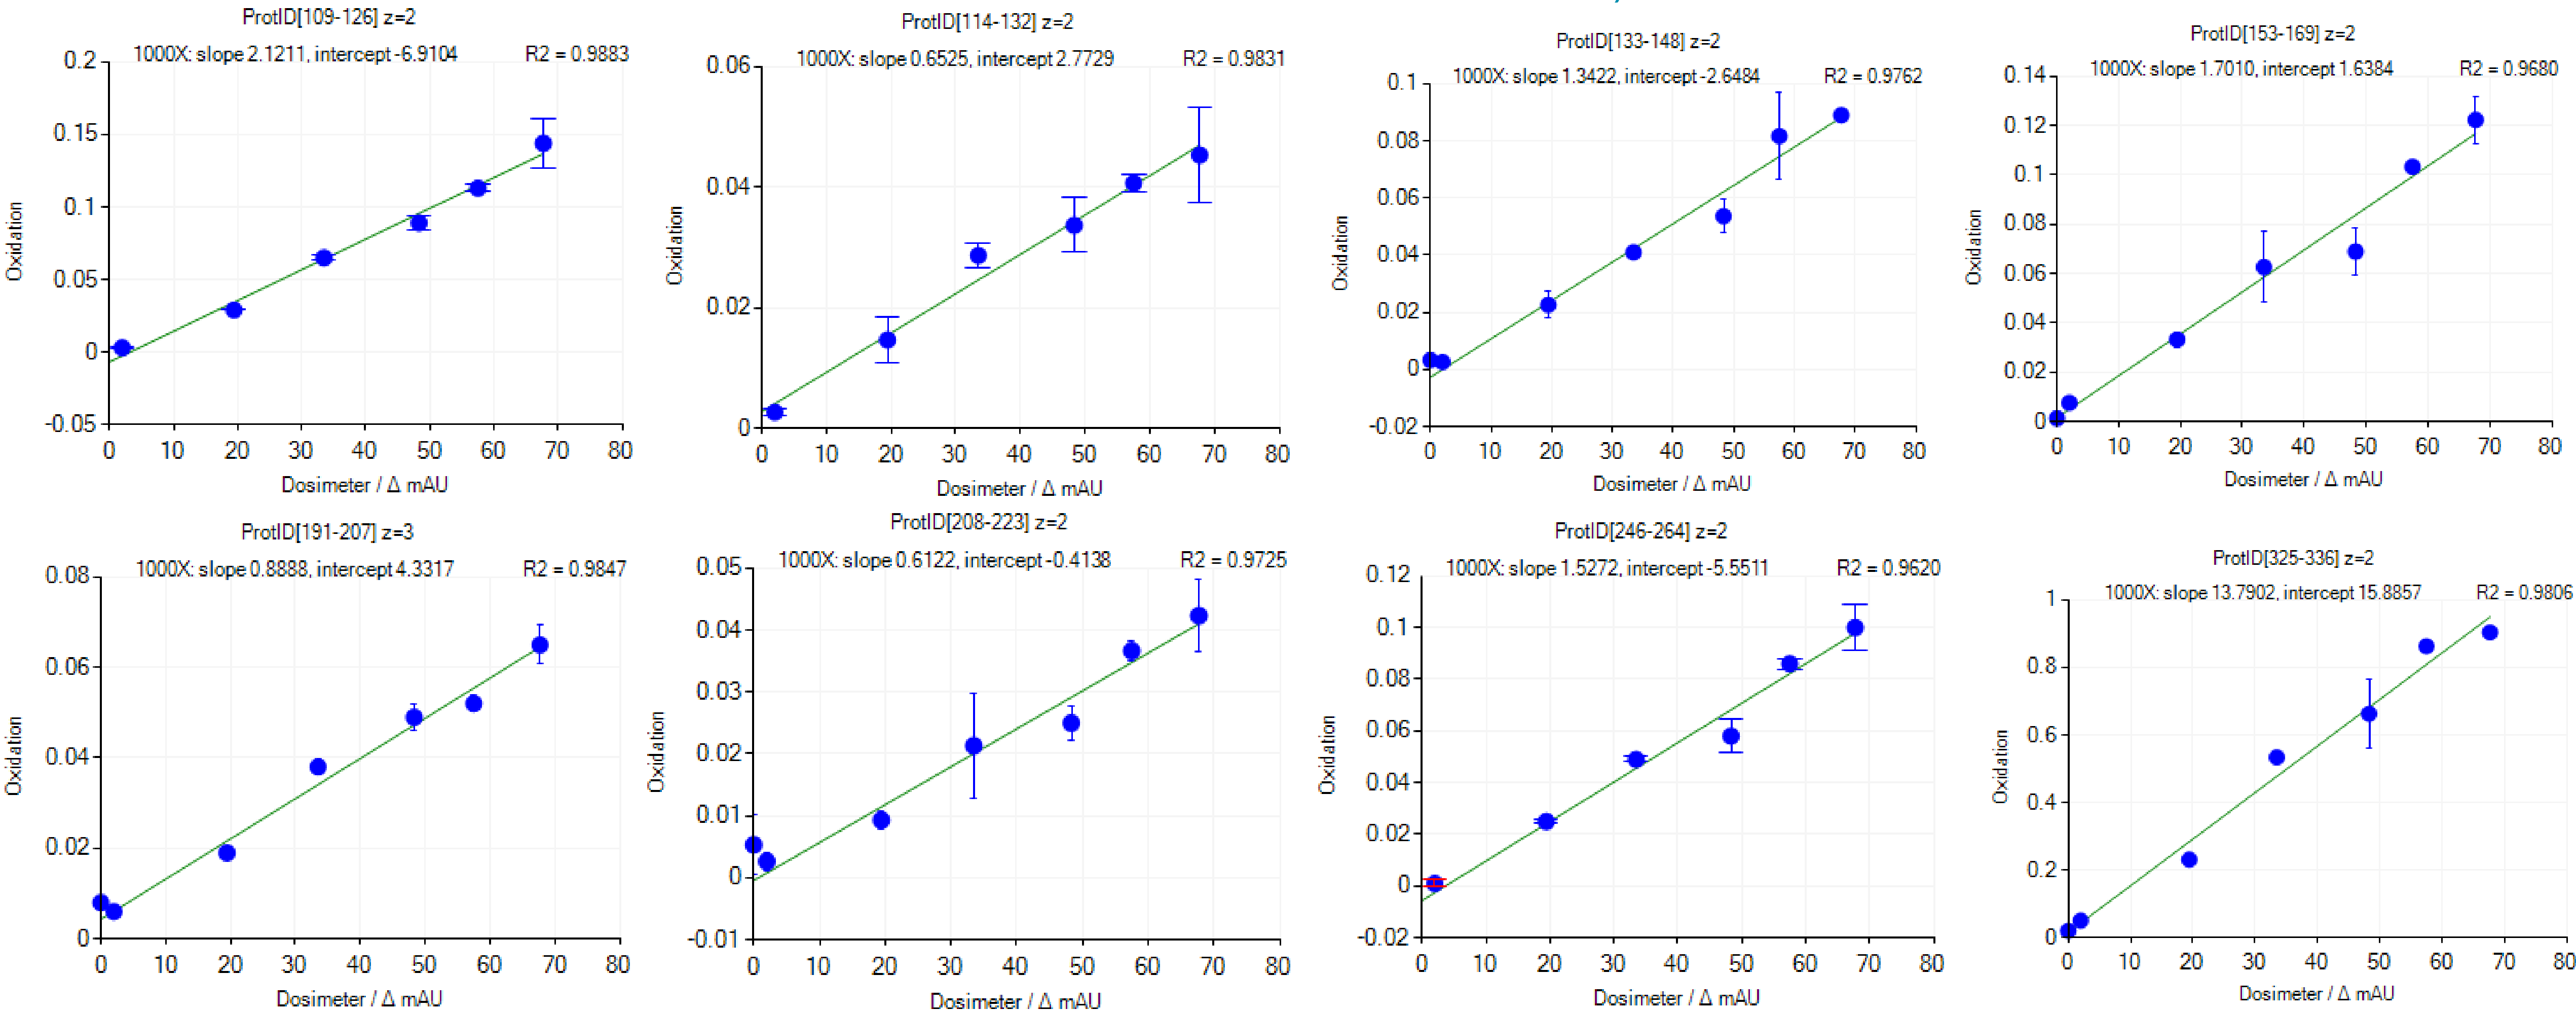 ProtID[109-126] z=2
1000X: slope 2.1211, intercept -6.9104 R2 = 0.9883
0.2
0.15
0.1
0.05
0
-0.05
0 10 20 30 40 50 60 70 80
Oxidation
Dosimeter / Δ mAU
ProtID[114-132] z=2
1000X: slope 0.6525, intercept 2.7729 R2 = 0.9831
0.06
0.04
0.02
0
0 10 20 30 40 50 60 70 80
Oxidation
Dosimeter / Δ mAU
ProtID[133-148] z=2
1000X: slope 1.3422, intercept -2.6484 R2 = 0.9762
0.1
0.08
0.06
0.04
0.02
0
-0.02
0 10 20 30 40 50 60 70 80
Oxidation
Dosimeter / Δ mAU
ProtID[153-169] z=2
1000X: slope 1.7010, intercept 1.6384 R2 = 0.9680
0.14
0.12
0.1
0.08
0.06
0.04
0.02
0
0 10 20 30 40 50 60 70 80
Oxidation
Dosimeter / Δ mAU
ProtID[191-207] z=3
1000X: slope 0.8888, intercept 4.3317 R2 = 0.9847
0.08
0.06
0.04
0.02
0
0 10 20 30 40 50 60 70 80
Oxidation
Dosimeter / Δ mAU
ProtID[208-223] z=2
1000X: slope 0.6122, intercept -0.4138 R2 = 0.9725
0.05
0.04
0.03
0.02
0.01
0
-0.01
0 10 20 30 40 50 60 70 80
Oxidation
Dosimeter / Δ mAU
ProtID[246-264] z=2
1000X: slope 1.5272, intercept -5.5511 R2 = 0.9620
0.12
0.1
0.08
0.06
0.04
0.02
0
-0.02
0 10 20 30 40 50 60 70 80
Oxidation
Dosimeter / Δ mAU
ProtID[325-336] z=2
1000X: slope 13.7902, intercept 15.8857 R2 = 0.9806
1
0.8
0.6
0.4
0.2
0
0 10 20 30 40 50 60 70 80
Oxidation
Dosimeter / Δ mAU